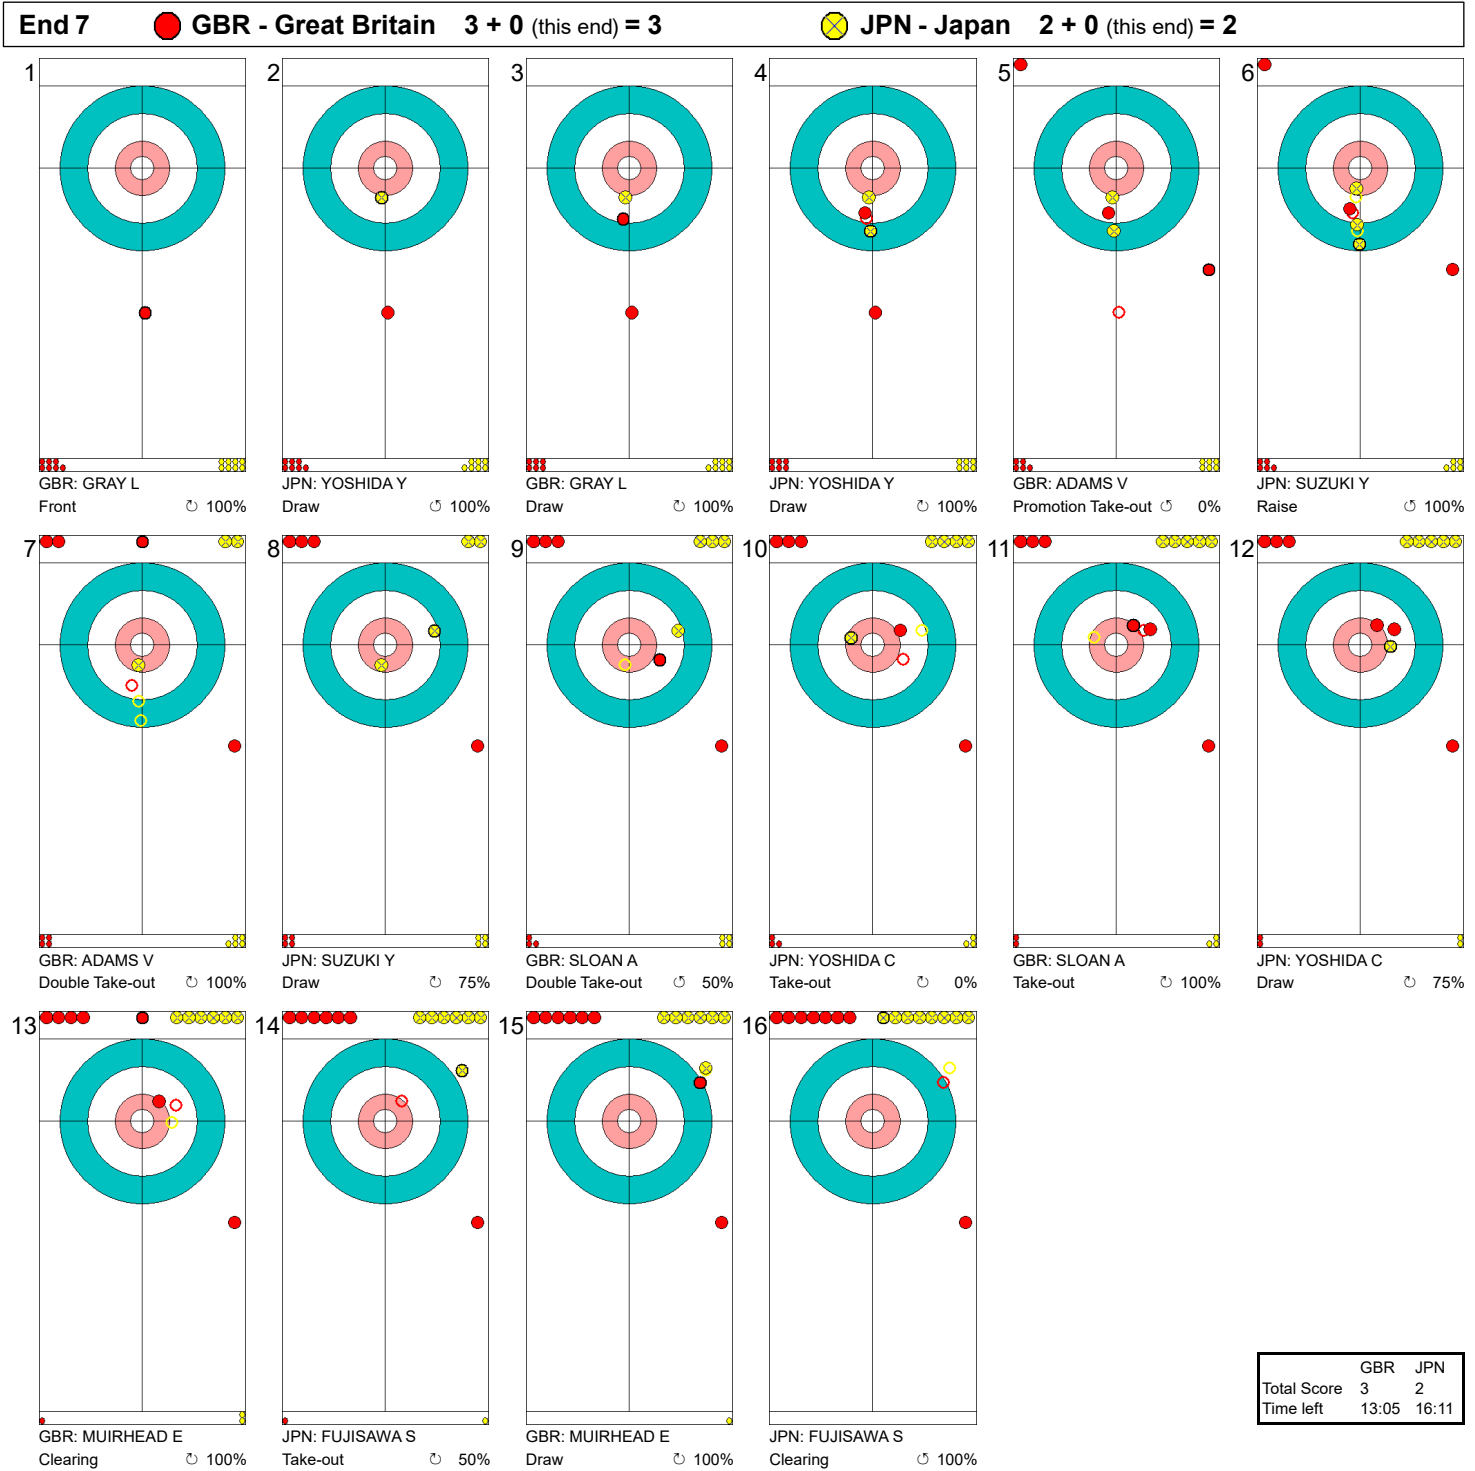 End 7 GBR - Great Britain 3 + 0 (this end) = 3 JPN - Japan 2 + 0 (this end) = 2
1 2 3 4 5 6
GBR: GRAY L JPN: YOSHIDA Y GBR: GRAY L JPN: YOSHIDA Y GBR: ADAMS V JPN: SUZUKI Y
Front ↻ 100% Draw ↺ 100% Draw ↻ 100% Draw ↺ 100% Promotion Take-out ↺ 0% Raise ↻ 100%
7 8 9 10 11 12
GBR: ADAMS V JPN: SUZUKI Y GBR: SLOAN A JPN: YOSHIDA C GBR: SLOAN A JPN: YOSHIDA C
Double Take-out ↻ 100% Draw ↻ 75% Double Take-out ↺ 50% Take-out ↻ 0% Take-out ↻ 100% Draw ↻ 75%
13 14 15 16
GBR: MUIRHEAD E JPN: FUJISAWA S GBR: MUIRHEAD E JPN: FUJISAWA S
Clearing ↻ 100% Take-out ↻ 50% Draw ↻ 100% Clearing ↻ 100%
GBR JPN
Total Score 3 2
Time left 13:05 16:11